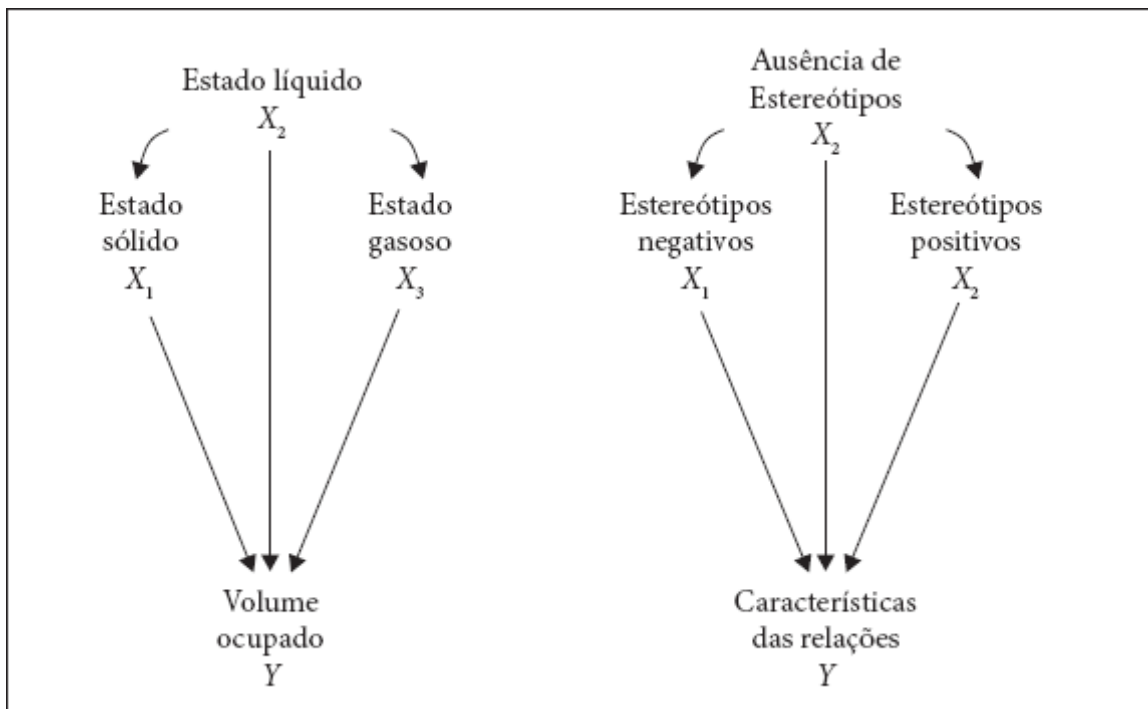 Estado líquido
X₂
Estado
sólido
X₁
Estado
gasoso
X₃
Volume
ocupado
Y
Ausência de
Estereótipos
X₂
Estereótipos
negativos
X₁
Estereótipos
positivos
X₂
Características
das relações
Y